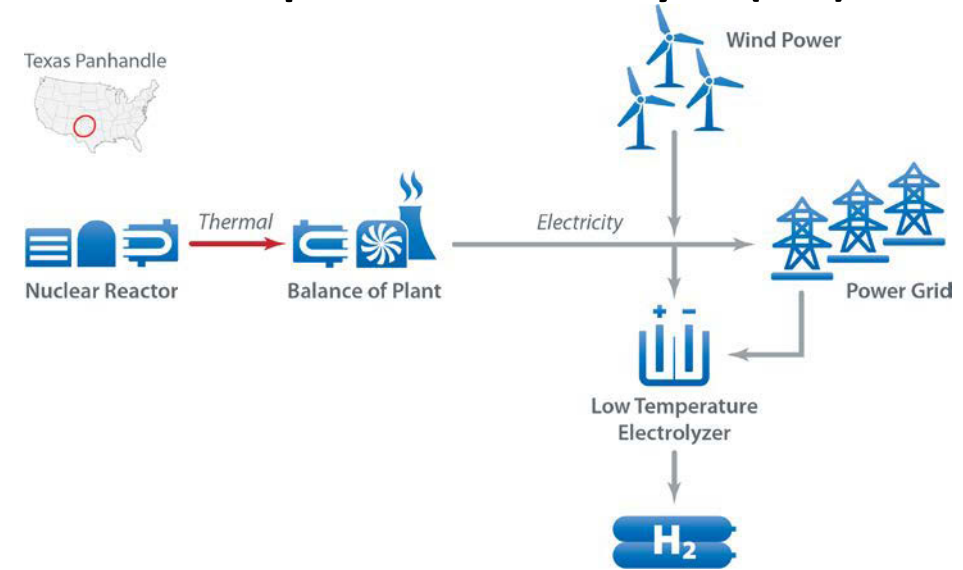 Texas Panhandle
Wind Power
Thermal
Electricity
Nuclear Reactor
Balance of Plant
Power Grid
+ −
Low Temperature
Electrolyzer
H₂